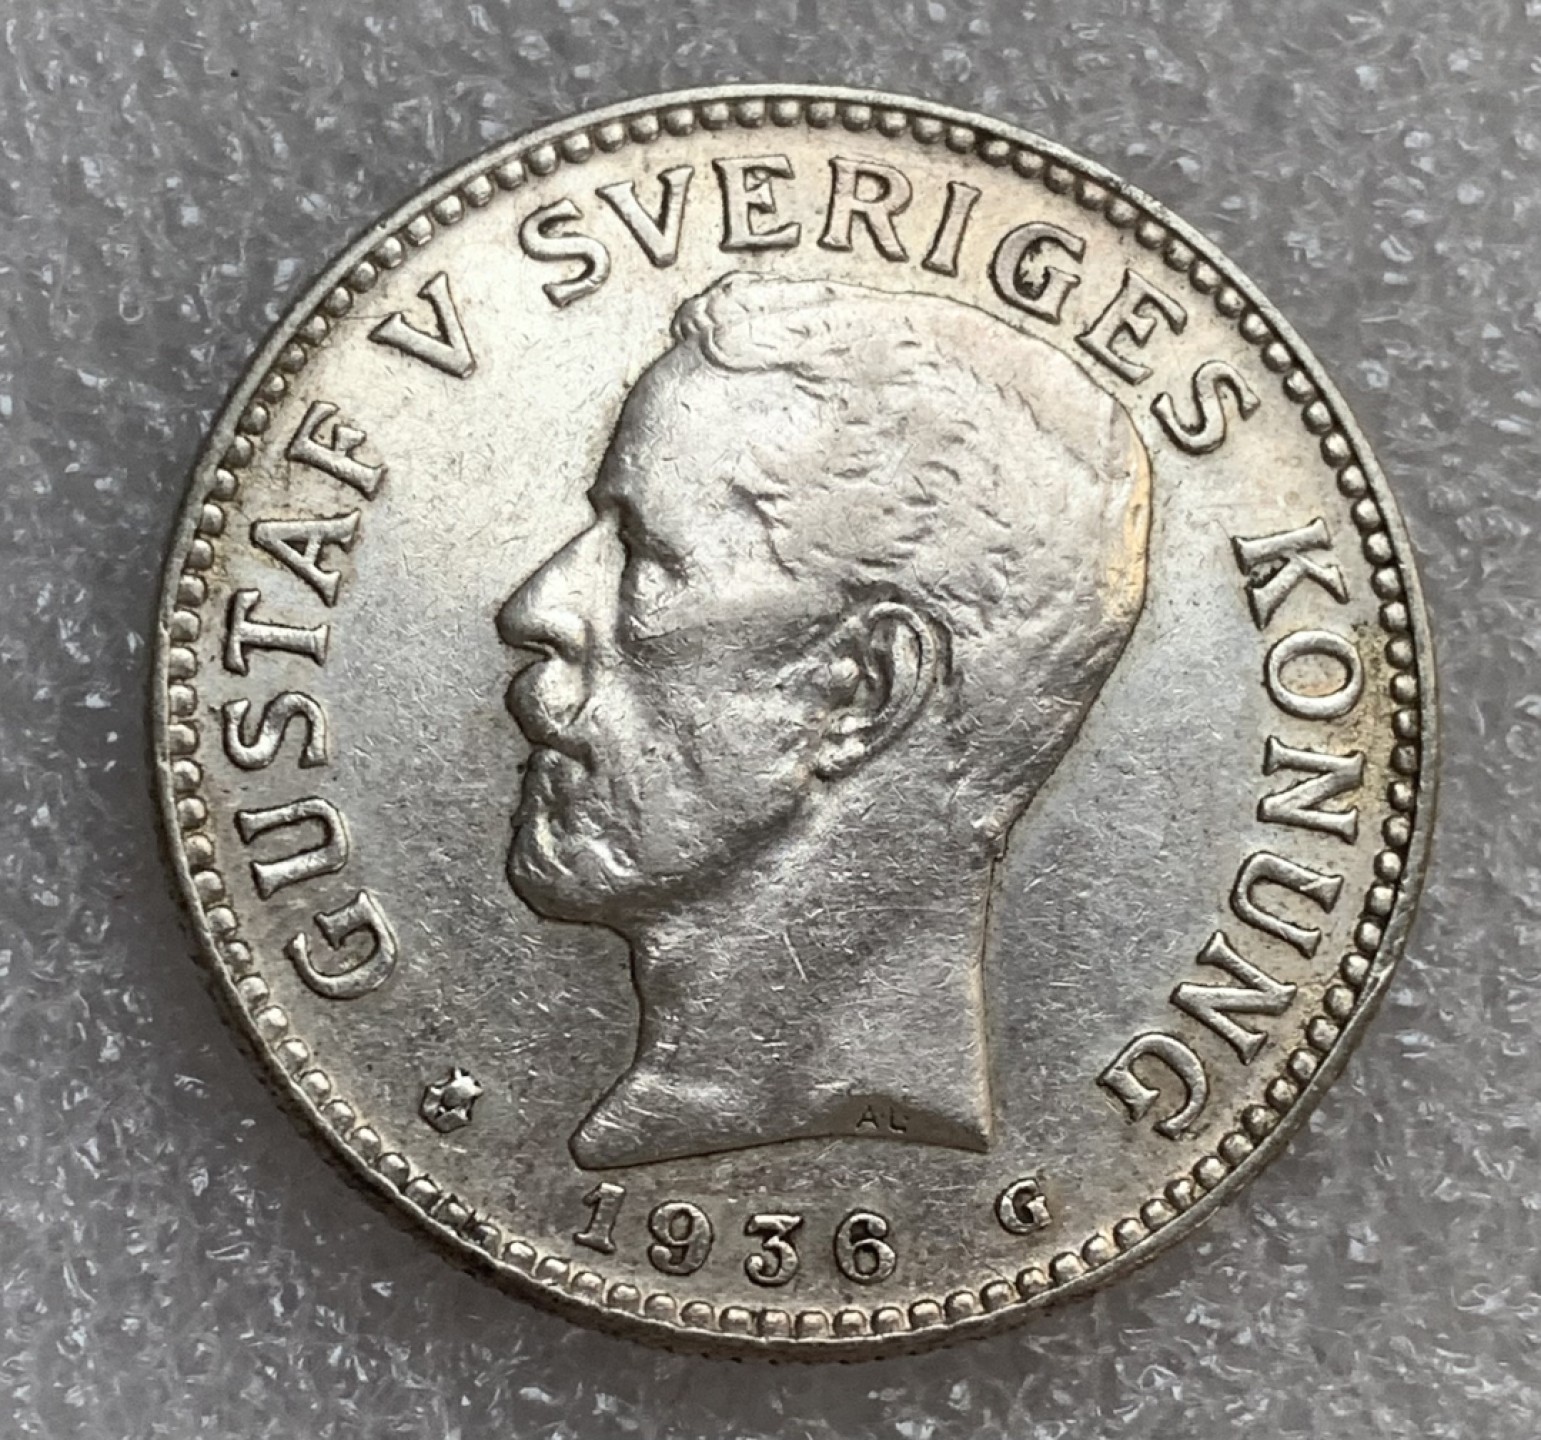 GUSTAF V SVERIGES KONUNG
AL
1936 G